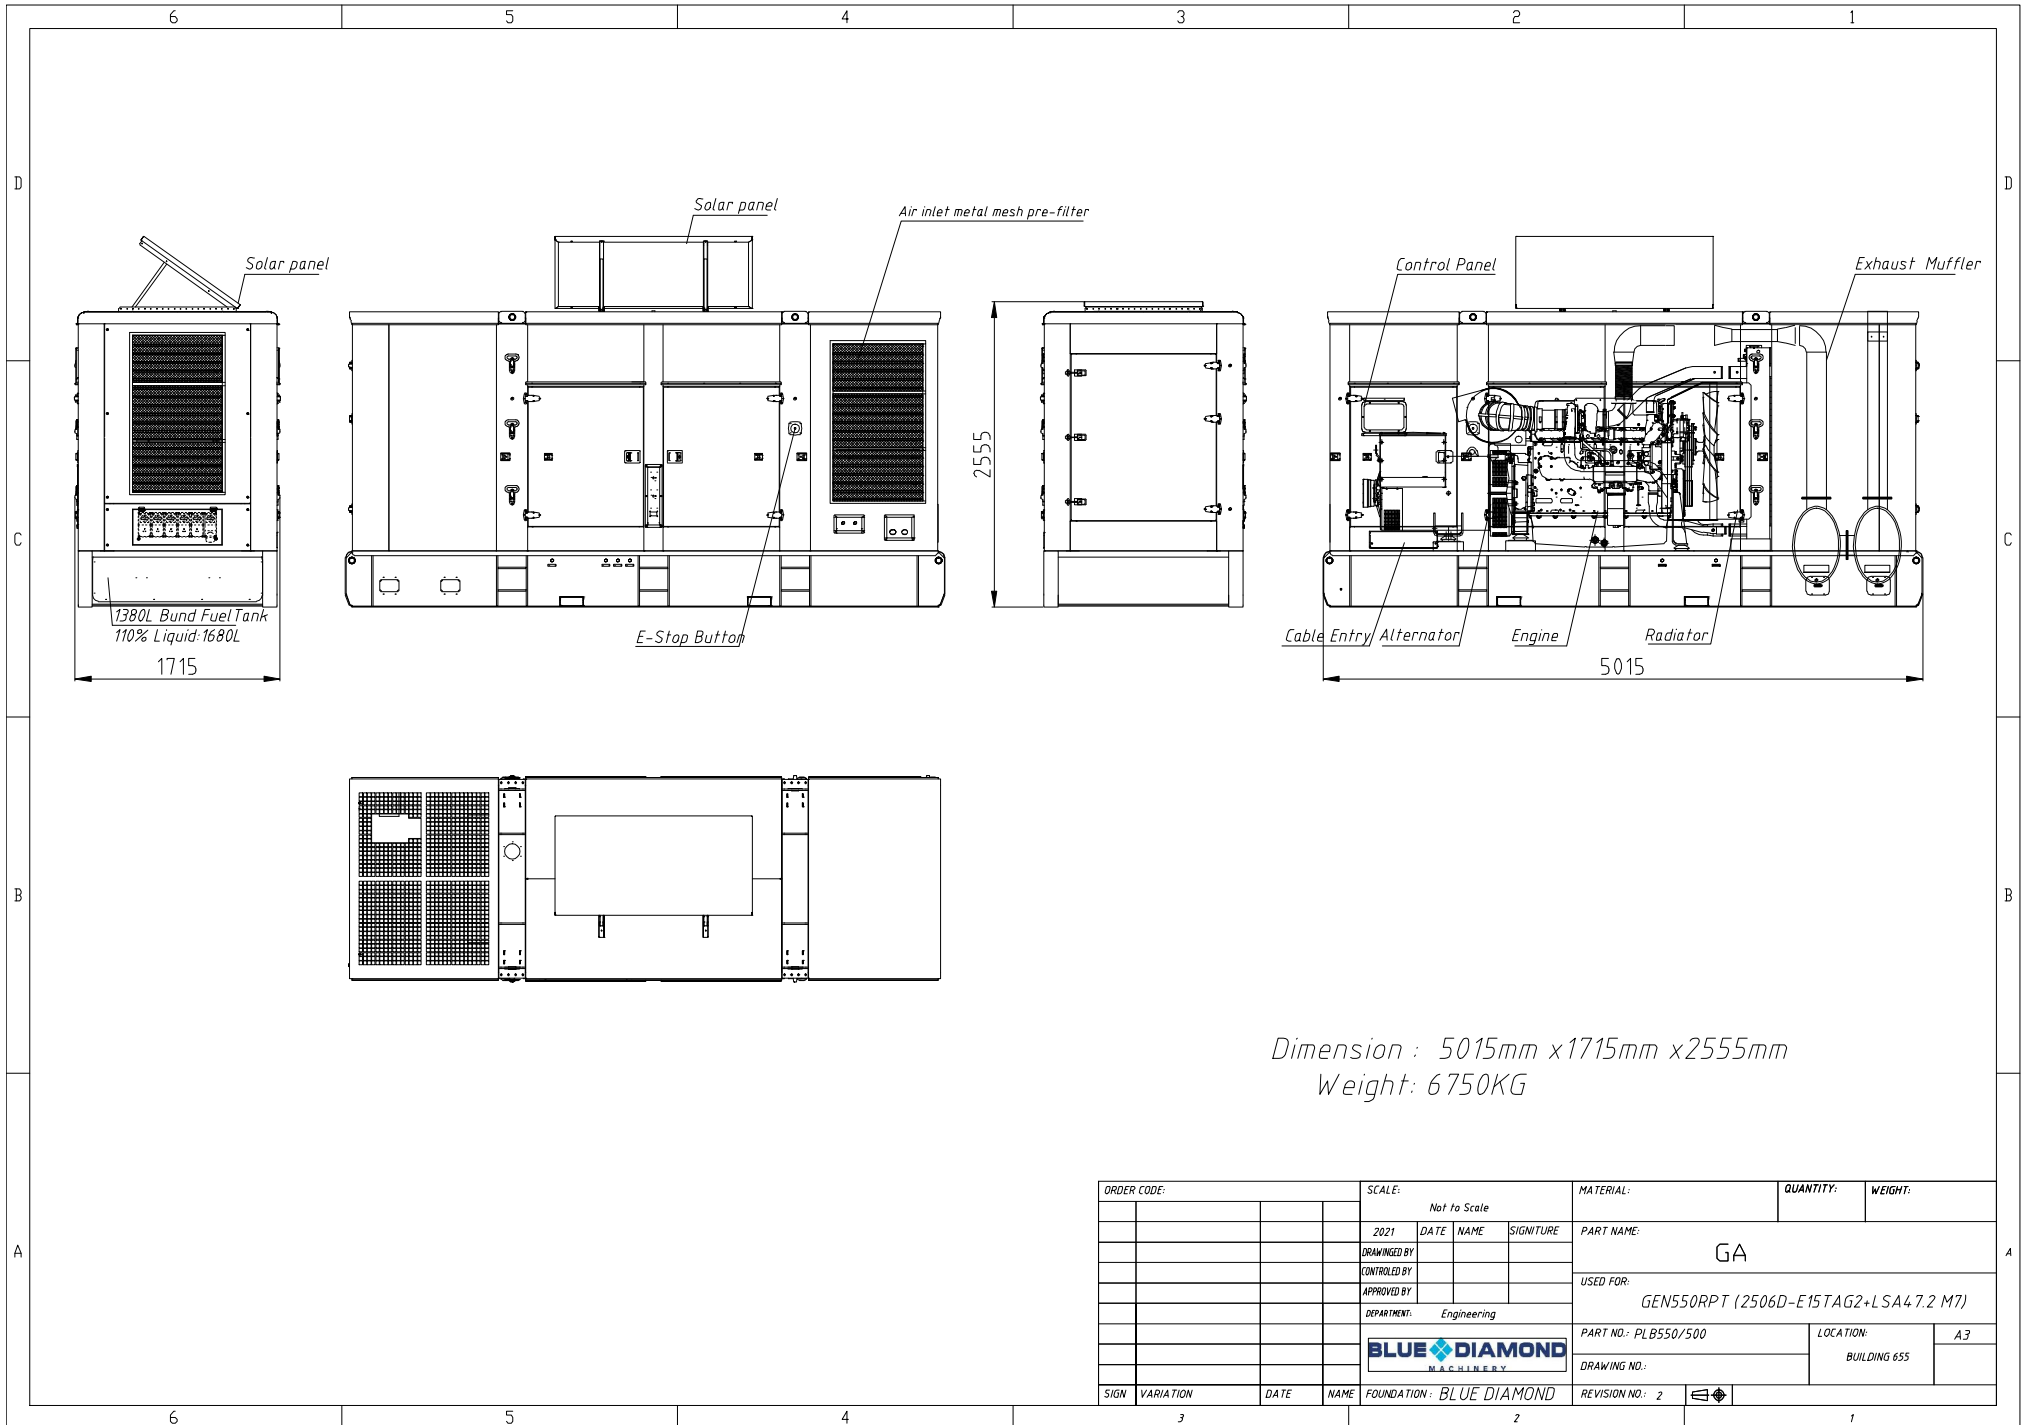 6 5 4 3 2 1
D D
Solar panel
Air inlet metal mesh pre-filter
Solar panel
Control Panel
Exhaust Muffler
2555
C C
1380L Bund Fuel Tank
110% Liquid:1680L
E-Stop Button
Cable Entry
Alternator
Engine
Radiator
1715
5015
B B
Dimension : 5015mm x1715mm x2555mm
Weight: 6750KG
A A
ORDER CODE:
SCALE:
Not to Scale
MATERIAL:
QUANTITY:
WEIGHT:
2021 DATE NAME SIGNITURE
PART NAME:
GA
DRAWINGED BY
CONTROLED BY
APPROVED BY
USED FOR:
GEN550RPT (2506D-E15TAG2+LSA47.2 M7)
DEPARTMENT: Engineering
PART NO.: PLB550/500
LOCATION:
BUILDING 655
A3
BLUE DIAMOND
MACHINERY
DRAWING NO.:
SIGN VARIATION DATE NAME
FOUNDATION : BLUE DIAMOND
REVISION NO.: 2
6 5 4 3 2 1